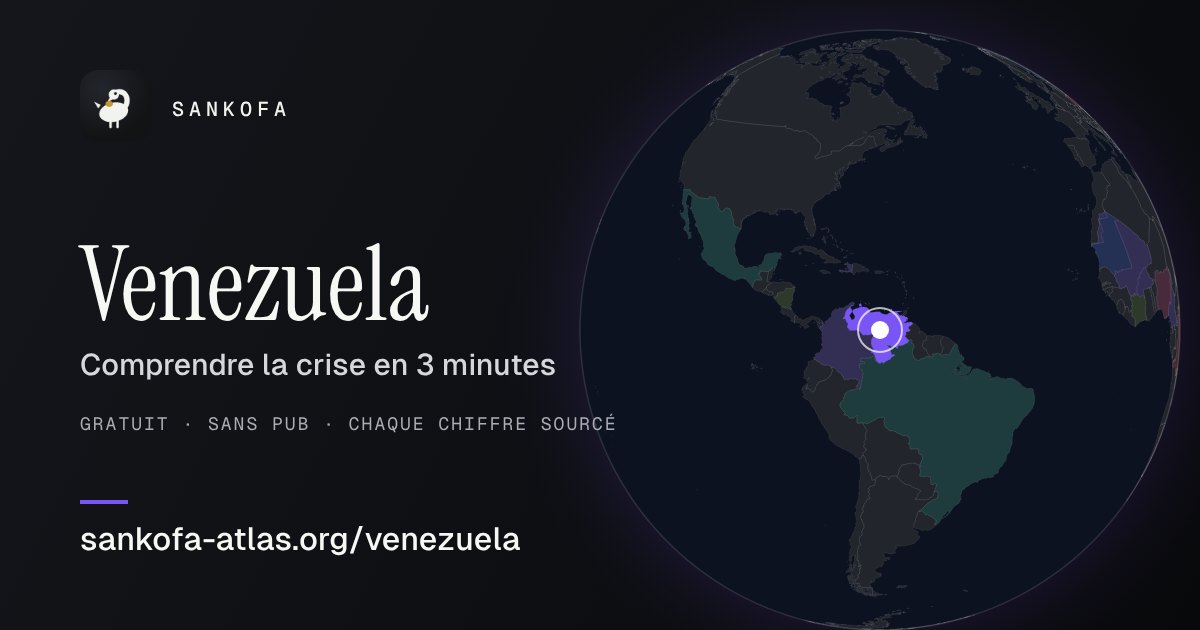 SANKOFA
Venezuela
Comprendre la crise en 3 minutes
GRATUIT · SANS PUB · CHAQUE CHIFFRE SOURCÉ
sankofa-atlas.org/venezuela